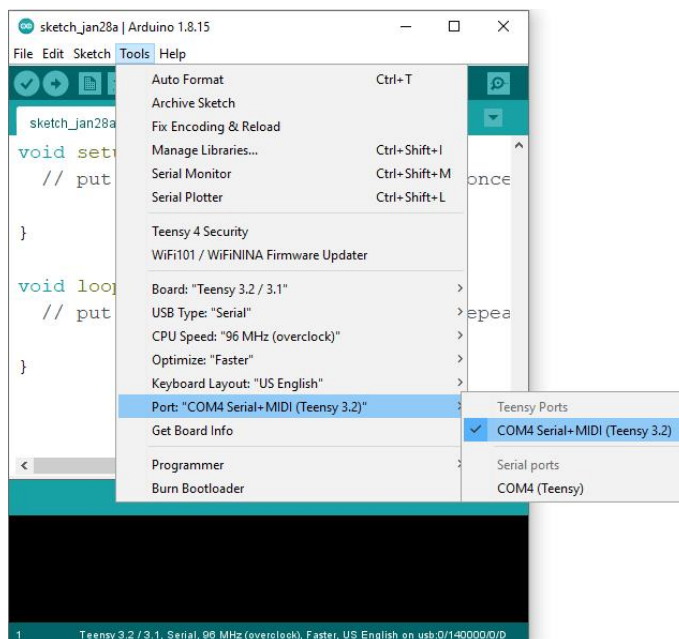 sketch_jan28a | Arduino 1.8.15
File Edit Sketch Tools Help
sketch_jan28a
Auto Format Ctrl+T
Archive Sketch
Fix Encoding & Reload
Manage Libraries... Ctrl+Shift+I
Serial Monitor Ctrl+Shift+M
Serial Plotter Ctrl+Shift+L
Teensy 4 Security
WiFi101 / WiFiNINA Firmware Updater
Board: "Teensy 3.2 / 3.1"
USB Type: "Serial"
CPU Speed: "96 MHz (overclock)"
Optimize: "Faster"
Keyboard Layout: "US English"
Port: "COM4 Serial+MIDI (Teensy 3.2)"
Get Board Info
Programmer
Burn Bootloader
Teensy Ports
COM4 Serial+MIDI (Teensy 3.2)
Serial ports
COM4 (Teensy)
void setu
// put once
}
void loop
// put epea
}
1 Teensy 3.2 / 3.1, Serial, 96 MHz (overclock), Faster, US English on usb:0/140000/0/D